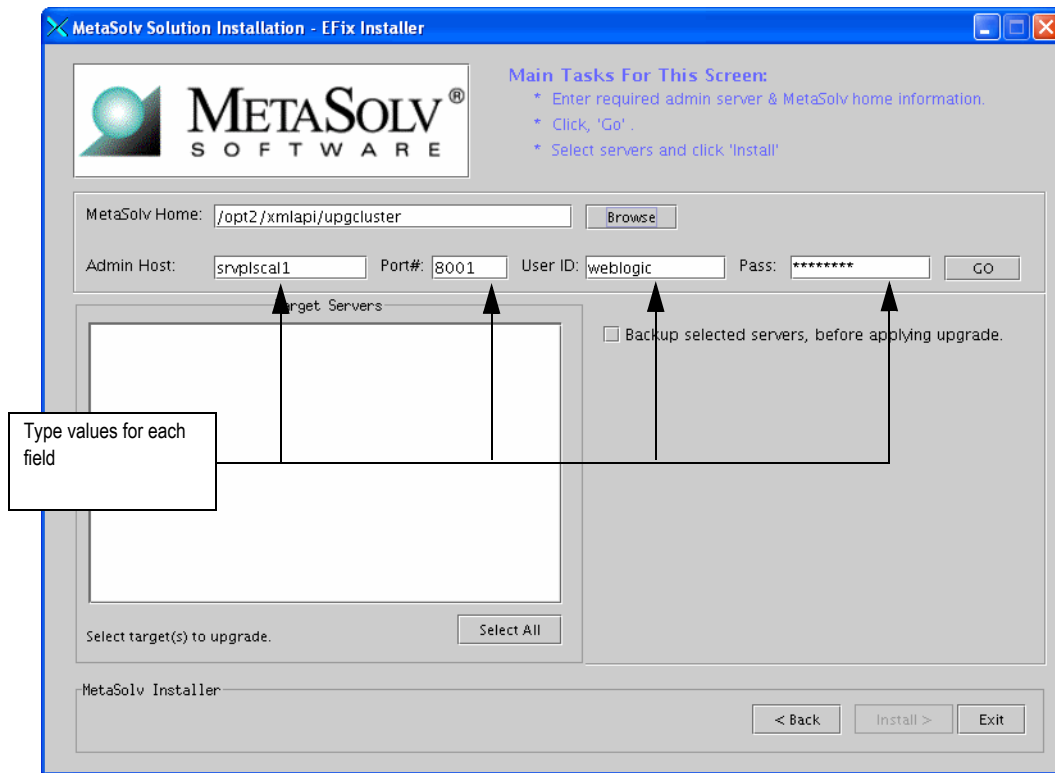 MetaSolv Solution Installation - EFix Installer
METASOLV®
SOFTWARE
Main Tasks For This Screen:
* Enter required admin server & MetaSolv home information.
* Click, 'Go' .
* Select servers and click 'Install'
MetaSolv Home: /opt2/xmlapi/upgcluster Browse
Admin Host: srvplscal1 Port#: 8001 User ID: weblogic Pass: ******** GO
Target Servers
Backup selected servers, before applying upgrade.
Type values for each
field
Select target(s) to upgrade. Select All
MetaSolv Installer
< Back Install > Exit